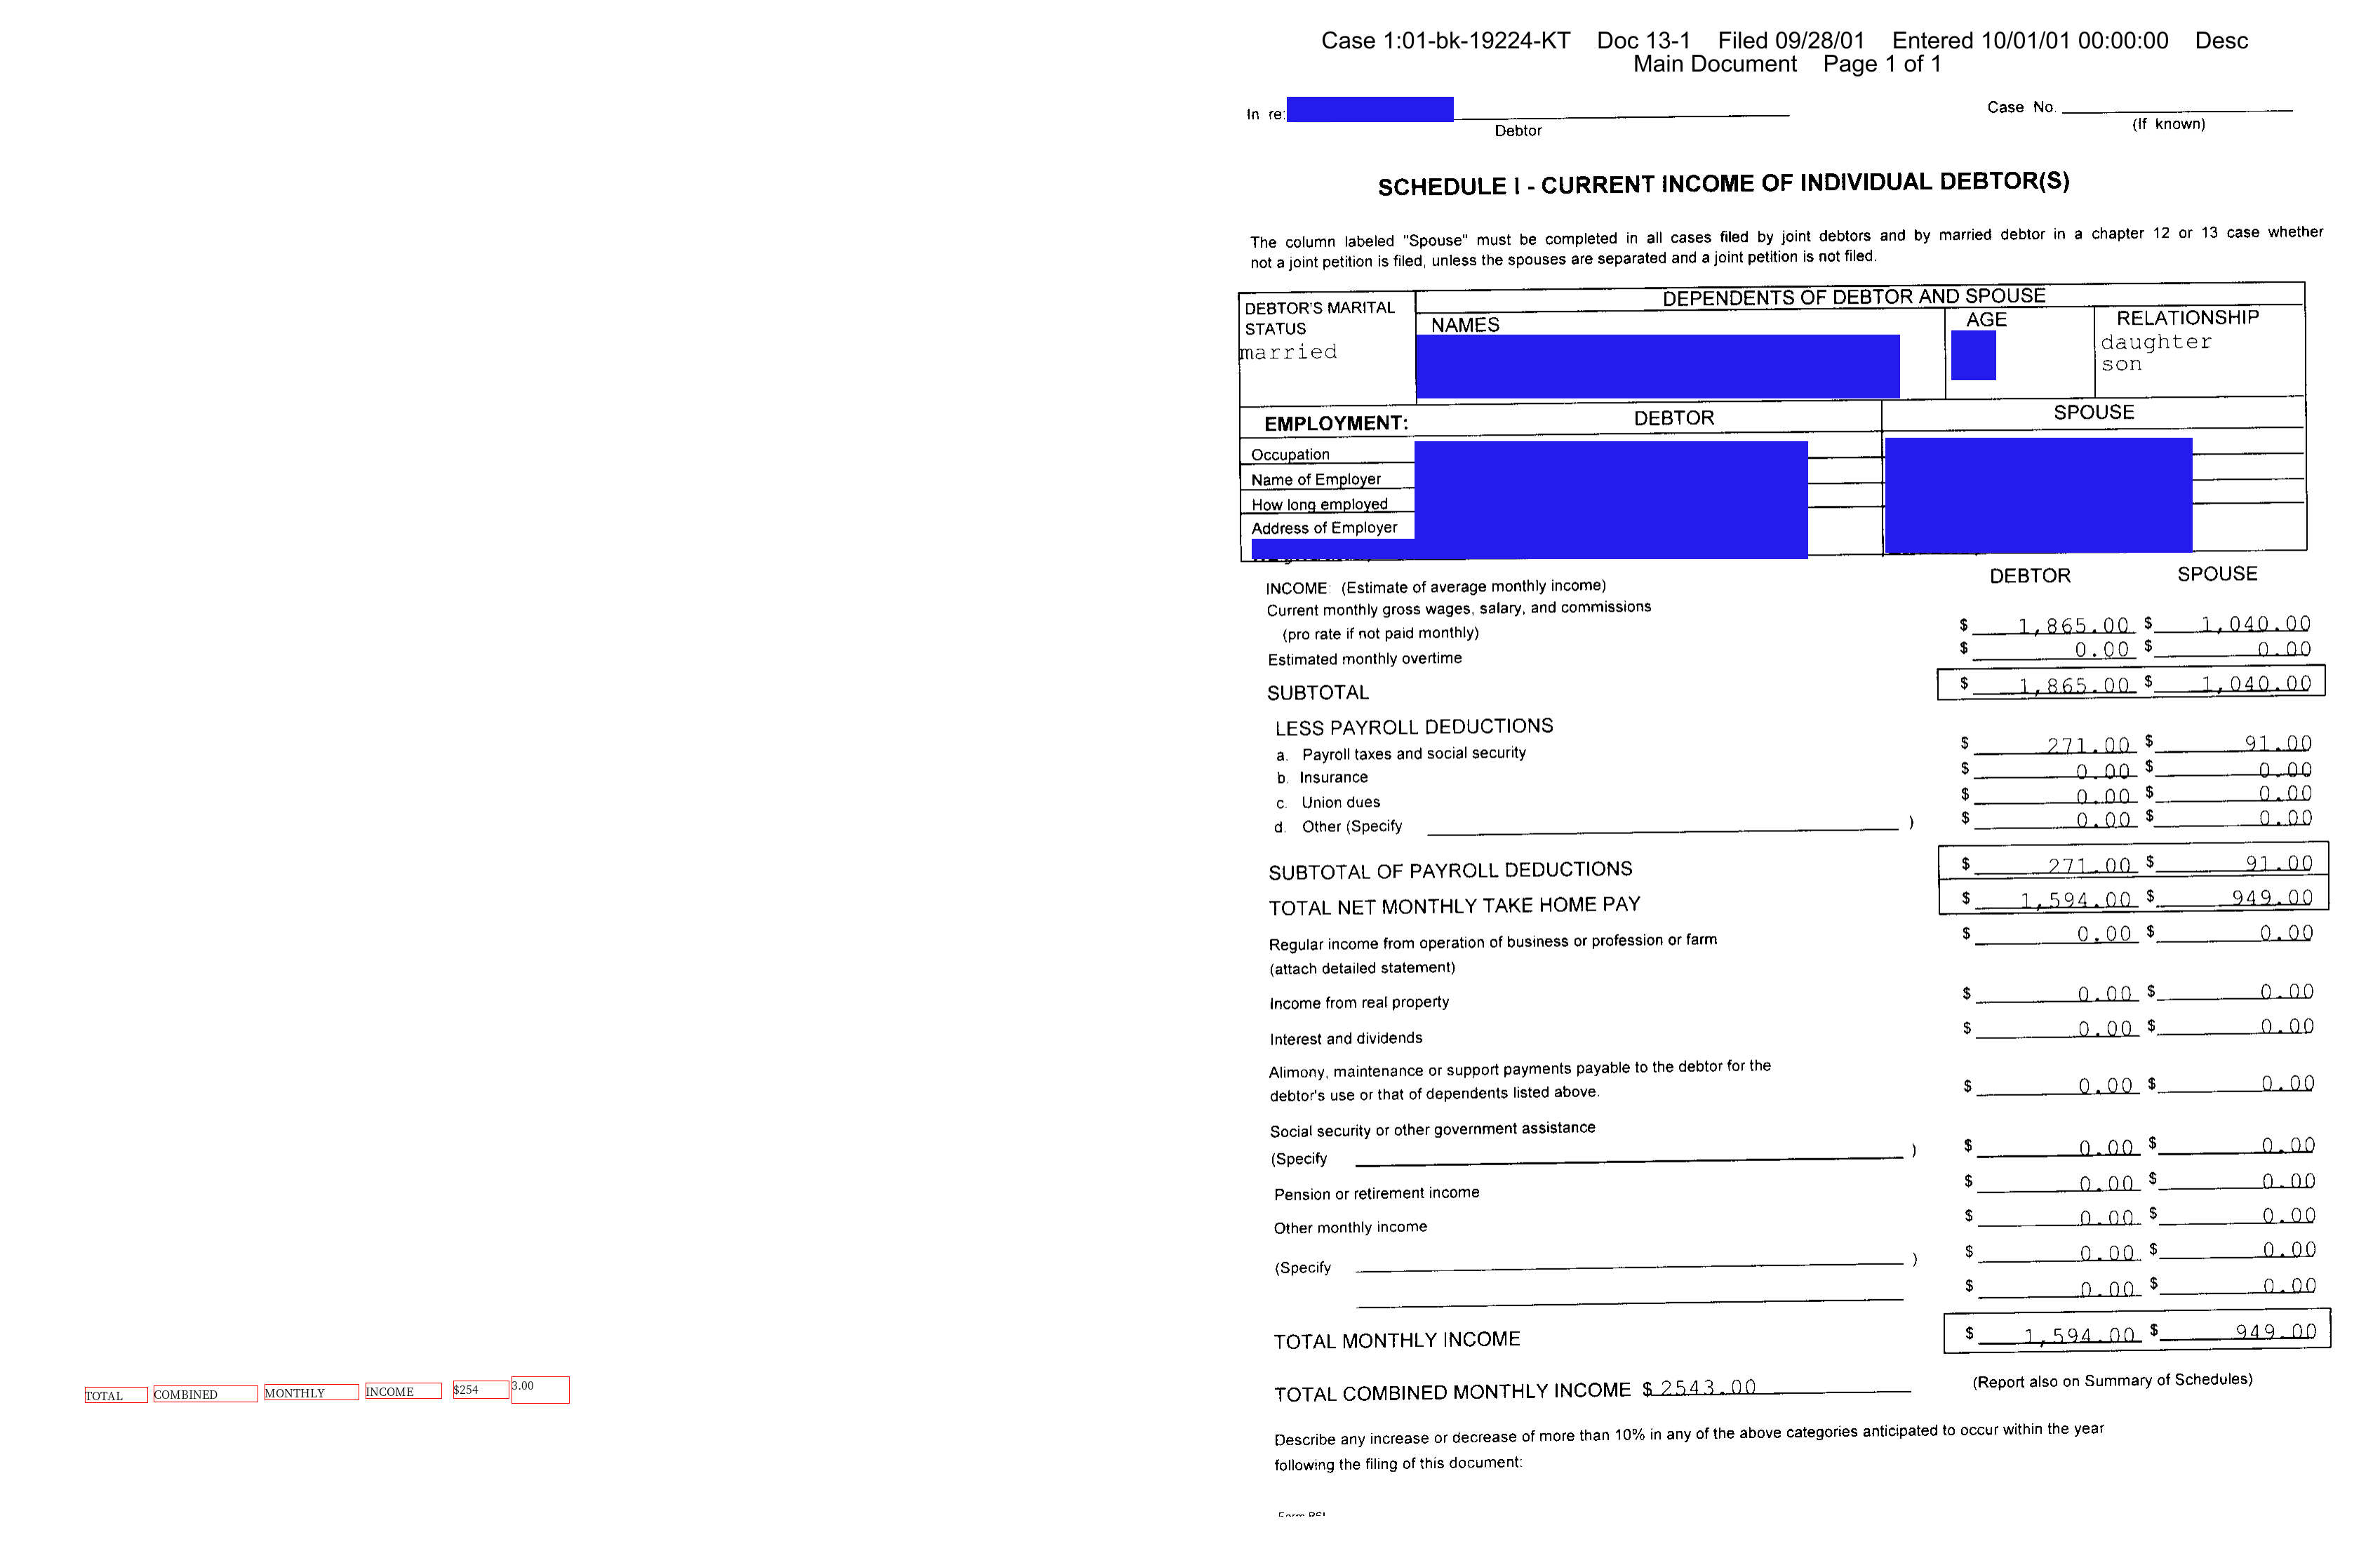 Case 1:01-bk-19224-KT Doc 13-1 Filed 09/28/01 Entered 10/01/01 00:00:00 Desc
Main Document Page 1 of 1
In re: Case No.
Debtor (If known)
SCHEDULE I - CURRENT INCOME OF INDIVIDUAL DEBTOR(S)
The column labeled "Spouse" must be completed in all cases filed by joint debtors and by married debtor in a chapter 12 or 13 case whether
not a joint petition is filed, unless the spouses are separated and a joint petition is not filed.
DEBTOR'S MARITAL STATUS
married
DEPENDENTS OF DEBTOR AND SPOUSE
NAMES AGE RELATIONSHIP
daughter
son
EMPLOYMENT: DEBTOR SPOUSE
Occupation
Name of Employer
How long employed
Address of Employer
DEBTOR SPOUSE
INCOME: (Estimate of average monthly income)
Current monthly gross wages, salary, and commissions
(pro rate if not paid monthly) $ 1,865.00 $ 1,040.00
Estimated monthly overtime $ 0.00 $ 0.00
SUBTOTAL $ 1,865.00 $ 1,040.00
LESS PAYROLL DEDUCTIONS
a. Payroll taxes and social security $ 271.00 $ 91.00
b. Insurance $ 0.00 $ 0.00
c. Union dues $ 0.00 $ 0.00
d. Other (Specify ) $ 0.00 $ 0.00
SUBTOTAL OF PAYROLL DEDUCTIONS $ 271.00 $ 91.00
TOTAL NET MONTHLY TAKE HOME PAY $ 1,594.00 $ 949.00
Regular income from operation of business or profession or farm $ 0.00 $ 0.00
(attach detailed statement)
Income from real property $ 0.00 $ 0.00
Interest and dividends $ 0.00 $ 0.00
Alimony, maintenance or support payments payable to the debtor for the
debtor's use or that of dependents listed above. $ 0.00 $ 0.00
Social security or other government assistance
(Specify ) $ 0.00 $ 0.00
Pension or retirement income $ 0.00 $ 0.00
Other monthly income $ 0.00 $ 0.00
(Specify ) $ 0.00 $ 0.00
$ 0.00 $ 0.00
TOTAL MONTHLY INCOME $ 1,594.00 $ 949.00
TOTAL COMBINED MONTHLY INCOME $ 2543.00 (Report also on Summary of Schedules)
Describe any increase or decrease of more than 10% in any of the above categories anticipated to occur within the year
following the filing of this document:
TOTAL COMBINED MONTHLY INCOME $254 3.00